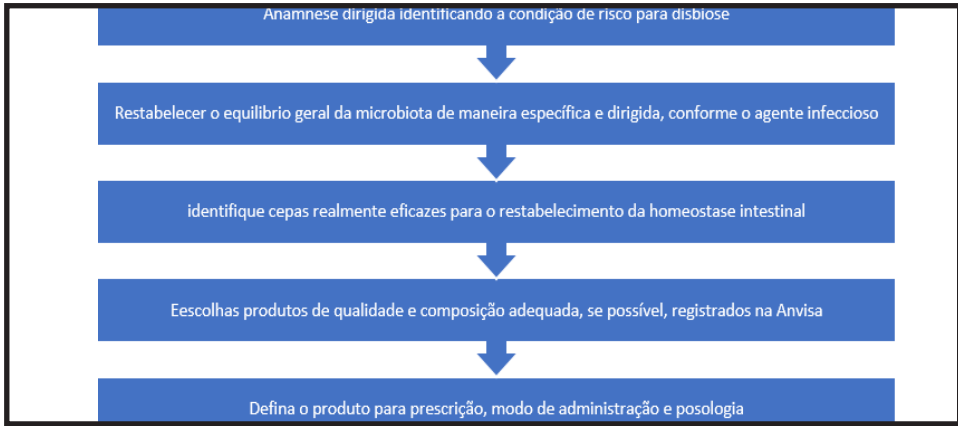 Anamnese dirigida identificando a condição de risco para disbiose
Restabelecer o equilibrio geral da microbiota de maneira específica e dirigida, conforme o agente infeccioso
identifique cepas realmente eficazes para o restabelecimento da homeostase intestinal
Eescolhas produtos de qualidade e composição adequada, se possível, registrados na Anvisa
Defina o produto para prescrição, modo de administração e posologia